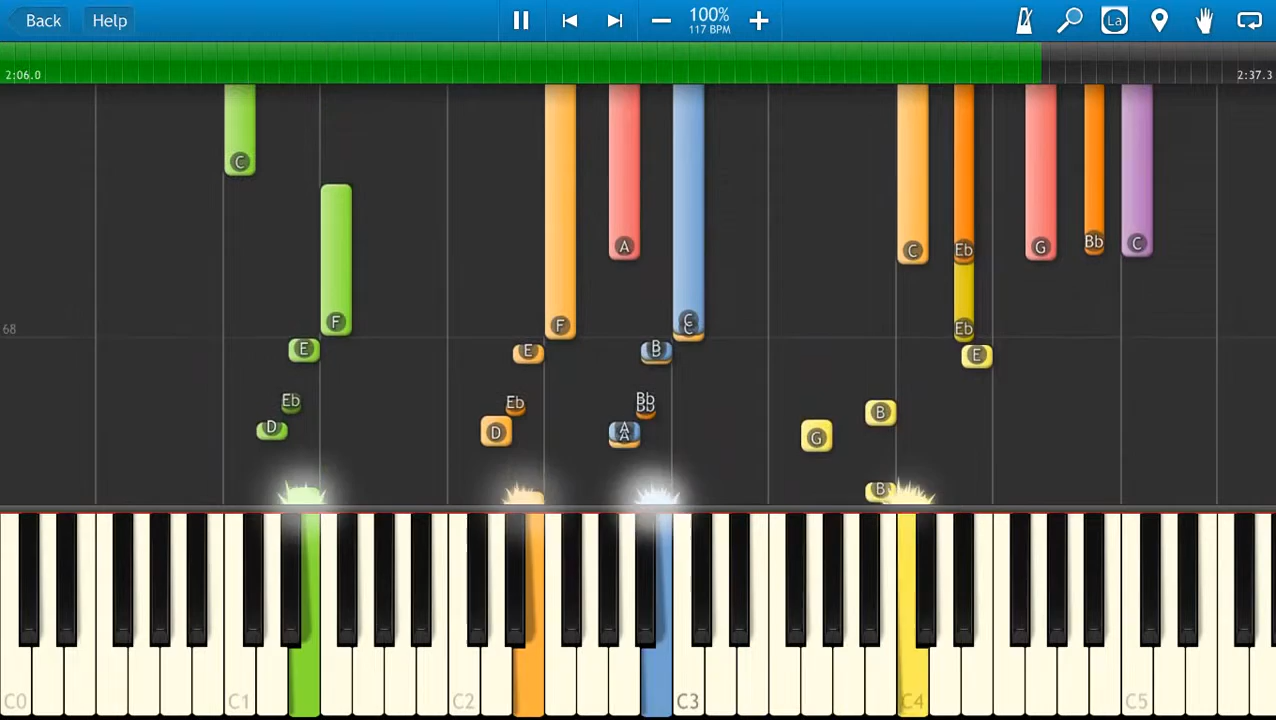 Back Help 100% La
117 BPM
2:06.0 2:37.3
C
A C Eb G Bb C
68 F F C C Eb
E E B B E
Eb Eb Bb Bb B
D D A A G
B
C0 C1 C2 C3 C4 C5